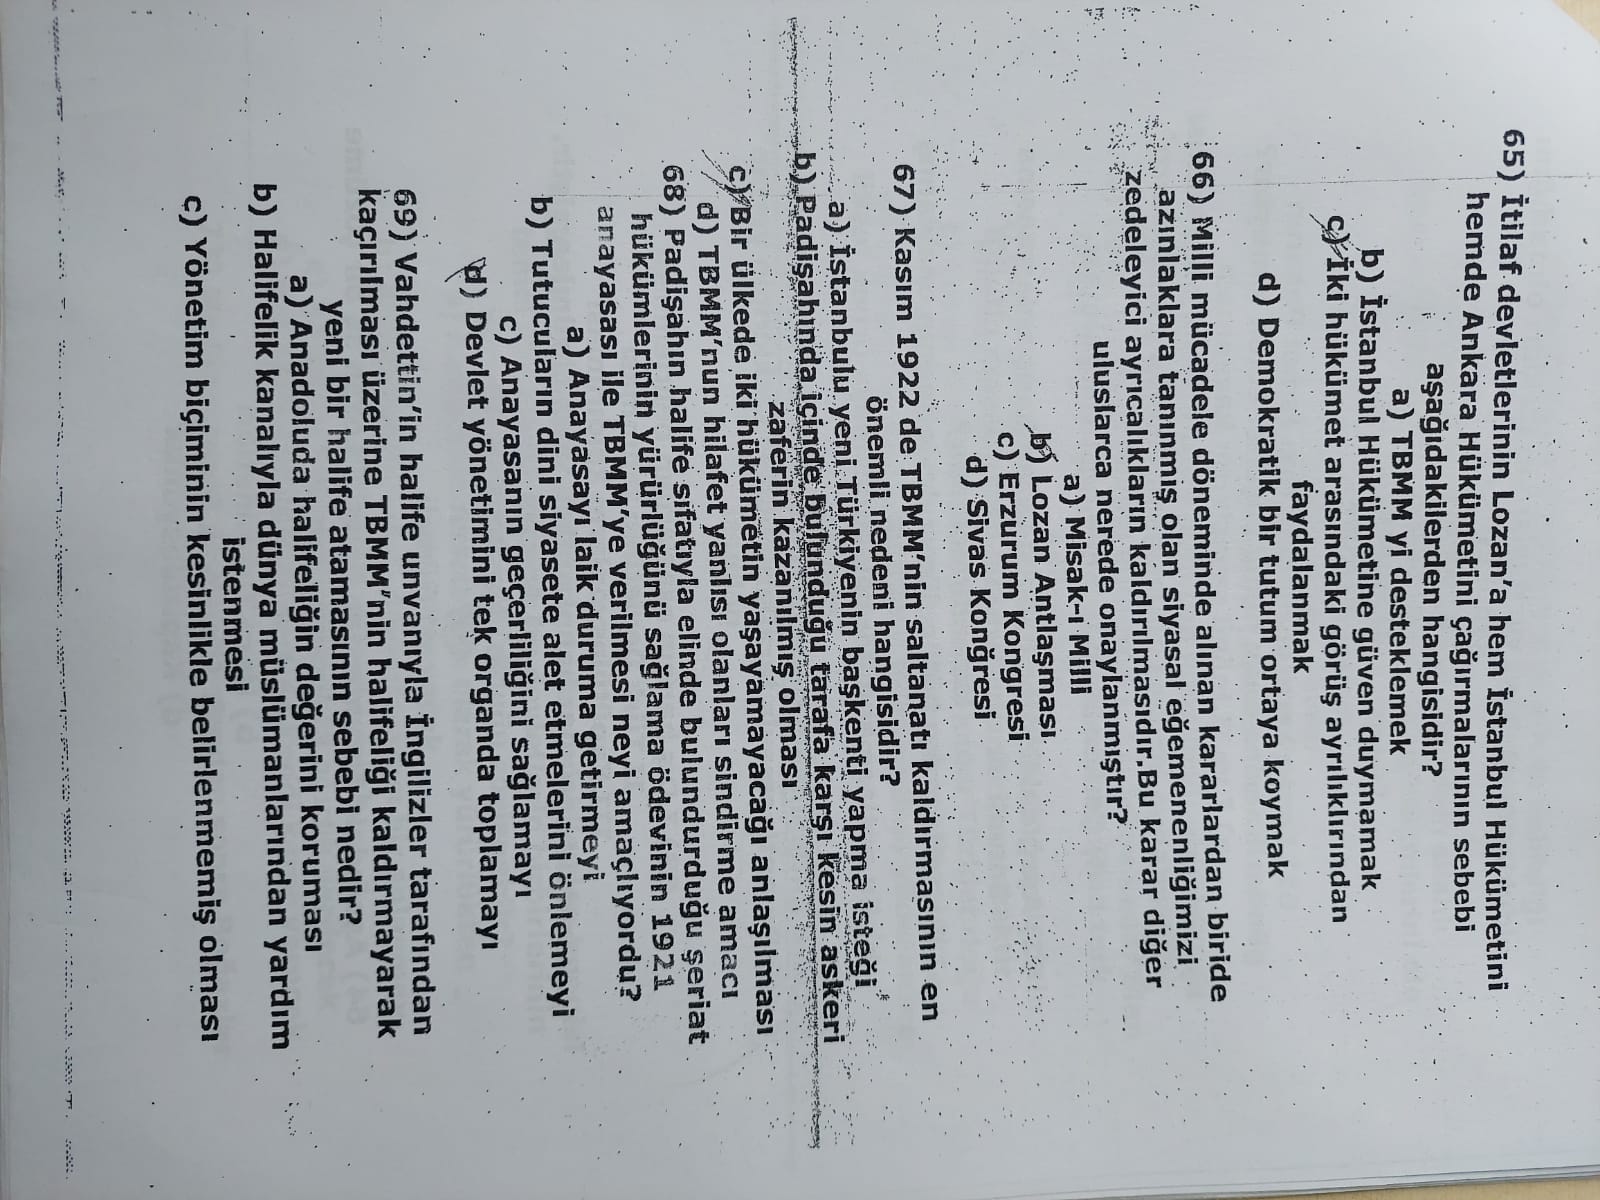 65) İtilaf devletlerinin Lozan'a hem İstanbul Hükümetini
hemde Ankara Hükümetini çağırmalarının sebebi
aşağıdakilerden hangisidir?
a) TBMM yi desteklemek
b) İstanbul Hükümetine güven duymamak
c) İki hükümet arasındaki görüş ayrılıklırından
faydalanmak
d) Demokratik bir tutum ortaya koymak
66) Milli mücadele döneminde alınan kararlardan biride
azınlaklara tanınmış olan siyasal eğemenenliğimizi
zedeleyici ayrıcalıkların kaldırılmasıdır.Bu karar diğer
uluslarca nerede onaylanmıştır?
a) Misak-ı Milli
b) Lozan Antlaşması
c) Erzurum Kongresi
d) Sivas Konğresi
67) Kasım 1922 de TBMM'nin saltanatı kaldırmasının en
önemli nedeni hangisidir?
a) İstanbulu yeni Türkiyenin başkenti yapma isteği
b) Padişahında içinde bulunduğu tarafa karşı kesin askeri
zaferin kazanılmış olması
c) Bir ülkede iki hükümetin yaşayamayacağı anlaşılması
d) TBMM'nun hilafet yanlısı olanları sindirme amacı
68) Padişahın halife sıfatıyla elinde bulundurduğu şeriat
hükümlerinin yürürlüğünü sağlama ödevinin 1921
anayasası ile TBMM'ye verilmesi neyi amaçlıyordu?
a) Anayasayı laik duruma getirmeyi
b) Tutucuların dini siyasete alet etmelerini önlemeyi
c) Anayasanın geçerliliğini sağlamayı
d) Devlet yönetimini tek organda toplamayı
69) Vahdettin'in halife unvanıyla İngilizler tarafından
kaçırılması üzerine TBMM'nin halifeliği kaldırmayarak
yeni bir halife atamasının sebebi nedir?
a) Anadoluda halifeliğin değerini koruması
b) Halifelik kanalıyla dünya müslümanlarından yardım
istenmesi
c) Yönetim biçiminin kesinlikle belirlenmemiş olması